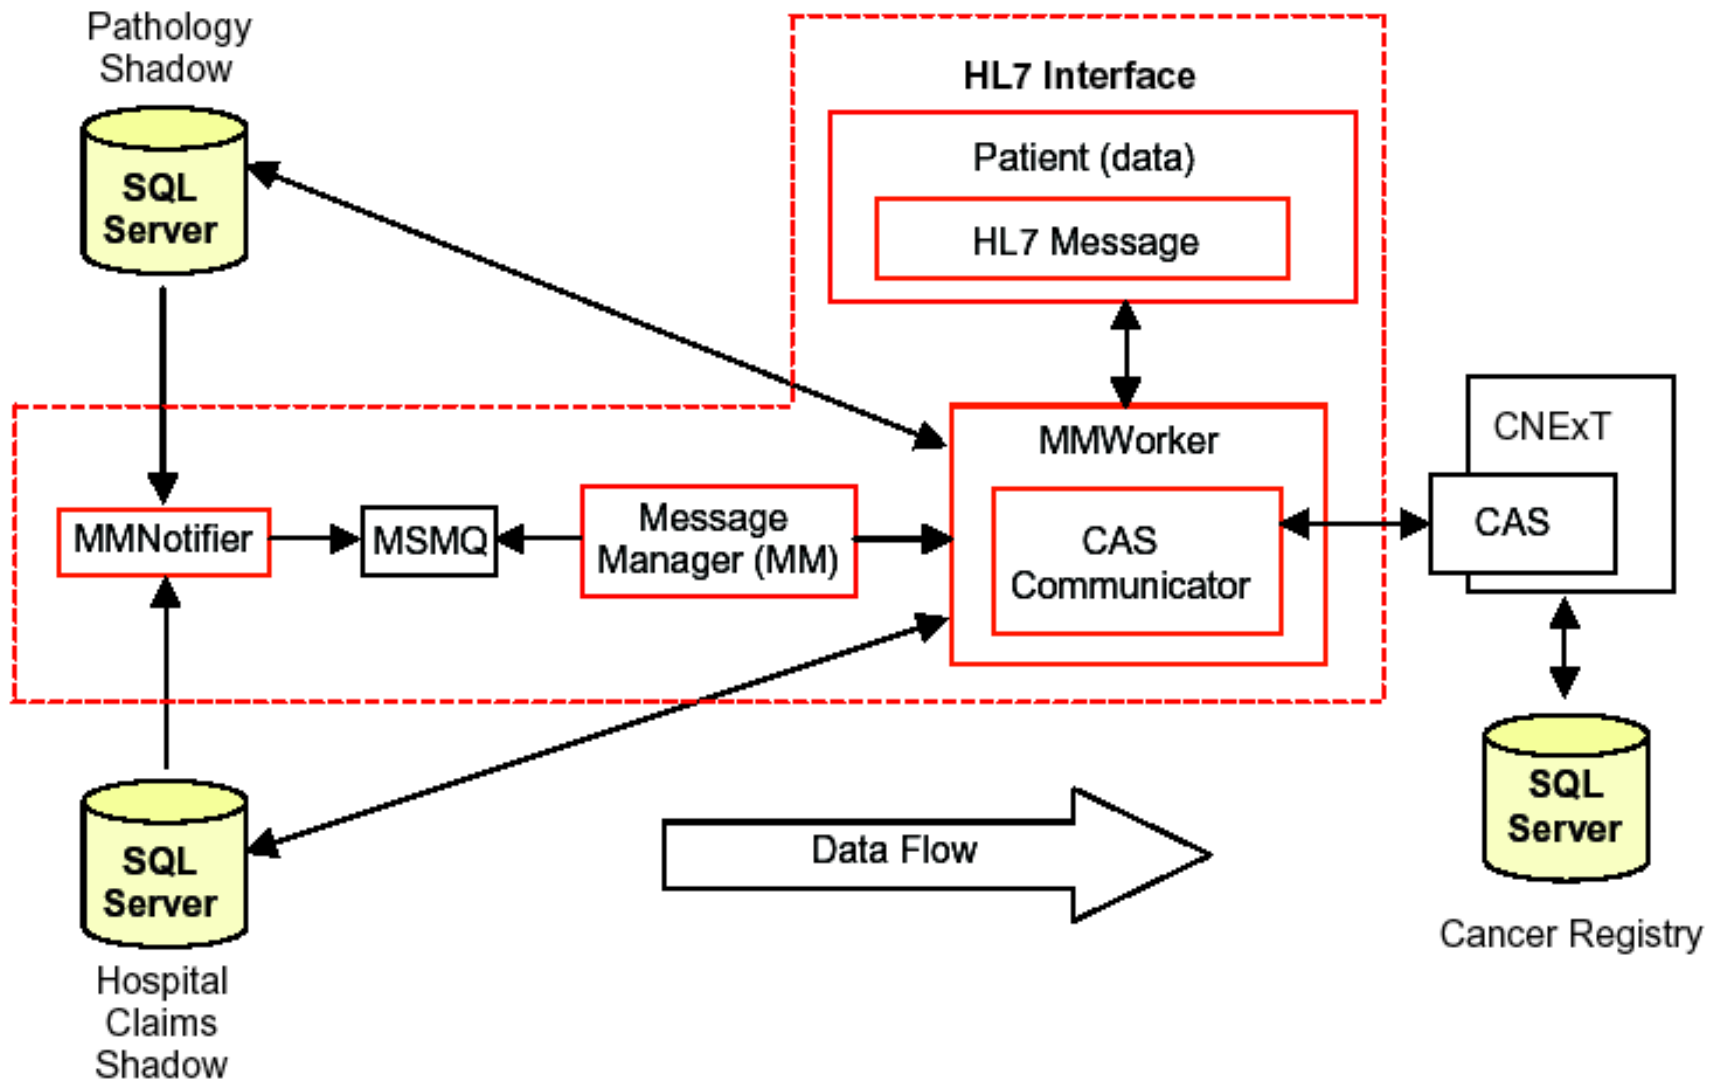 Pathology
Shadow
SQL
Server
HL7 Interface
Patient (data)
HL7 Message
MMWorker
CAS
Communicator
CNExT
CAS
MMNotifier
MSMQ
Message
Manager (MM)
SQL
Server
Hospital
Claims
Shadow
Data Flow
SQL
Server
Cancer Registry